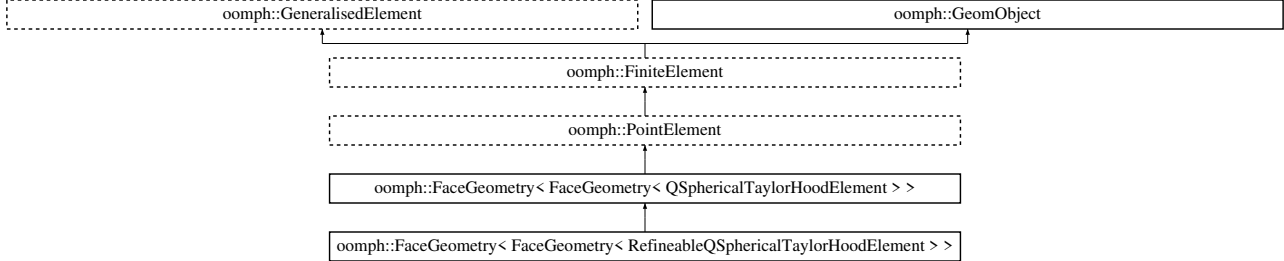 oomph::GeneralisedElement
oomph::GeomObject
oomph::FiniteElement
oomph::PointElement
oomph::FaceGeometry< FaceGeometry< QSphericalTaylorHoodElement > >
oomph::FaceGeometry< FaceGeometry< RefineableQSphericalTaylorHoodElement > >